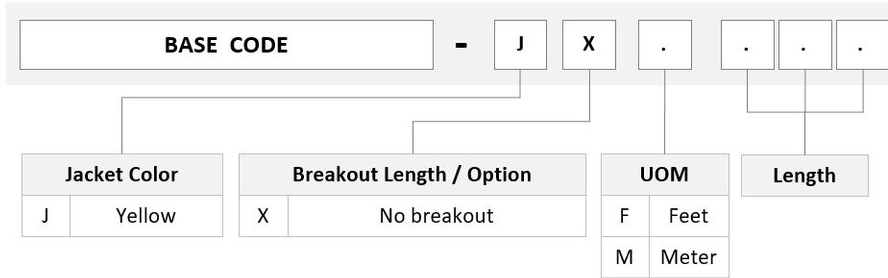 BASE CODE - J X . . . .
Jacket Color Breakout Length / Option UOM Length
J Yellow X No breakout F Feet
M Meter